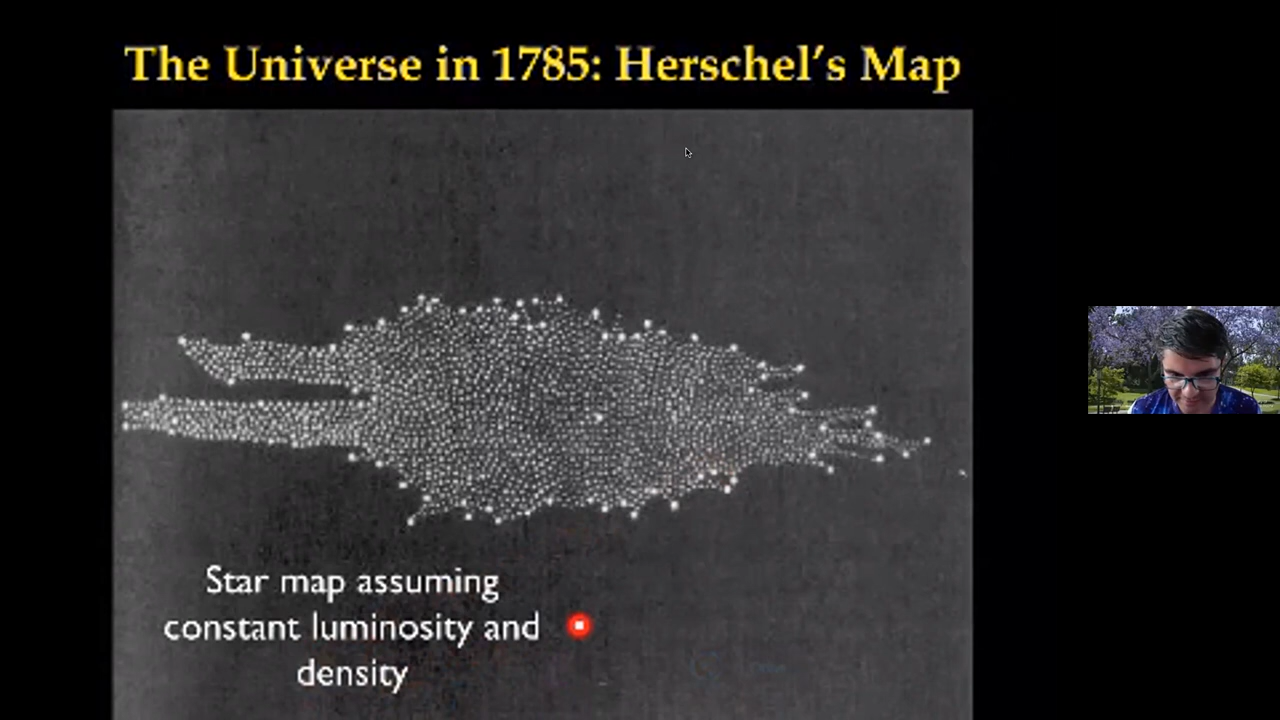 The Universe in 1785: Herschel's Map
Star map assuming
constant luminosity and
density